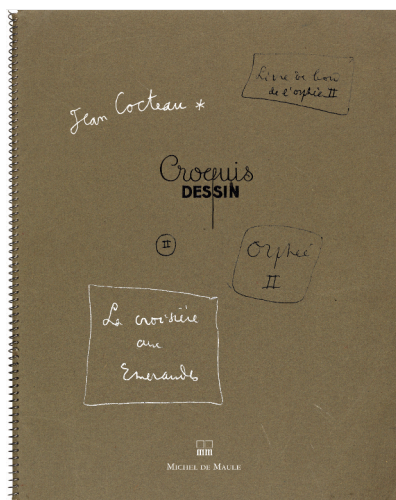 Livre de bord
de l'orphée II
Jean Cocteau *
Croquis
DESSIN
II
Orphée
II
La croisière
aux
Emeraudes
MICHEL DE MAULE